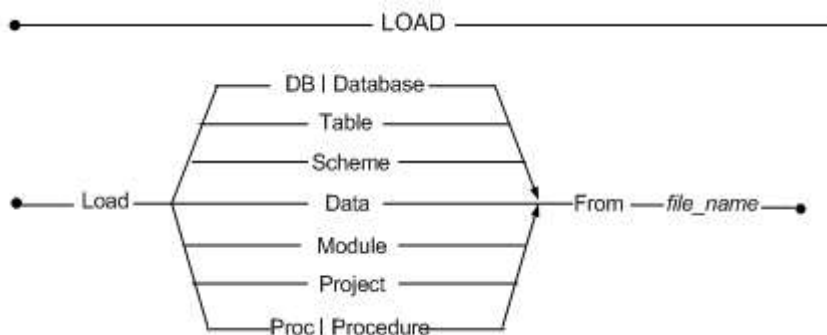 LOAD
DB | Database
Table
Scheme
Load Data From file_name
Module
Project
Proc | Procedure